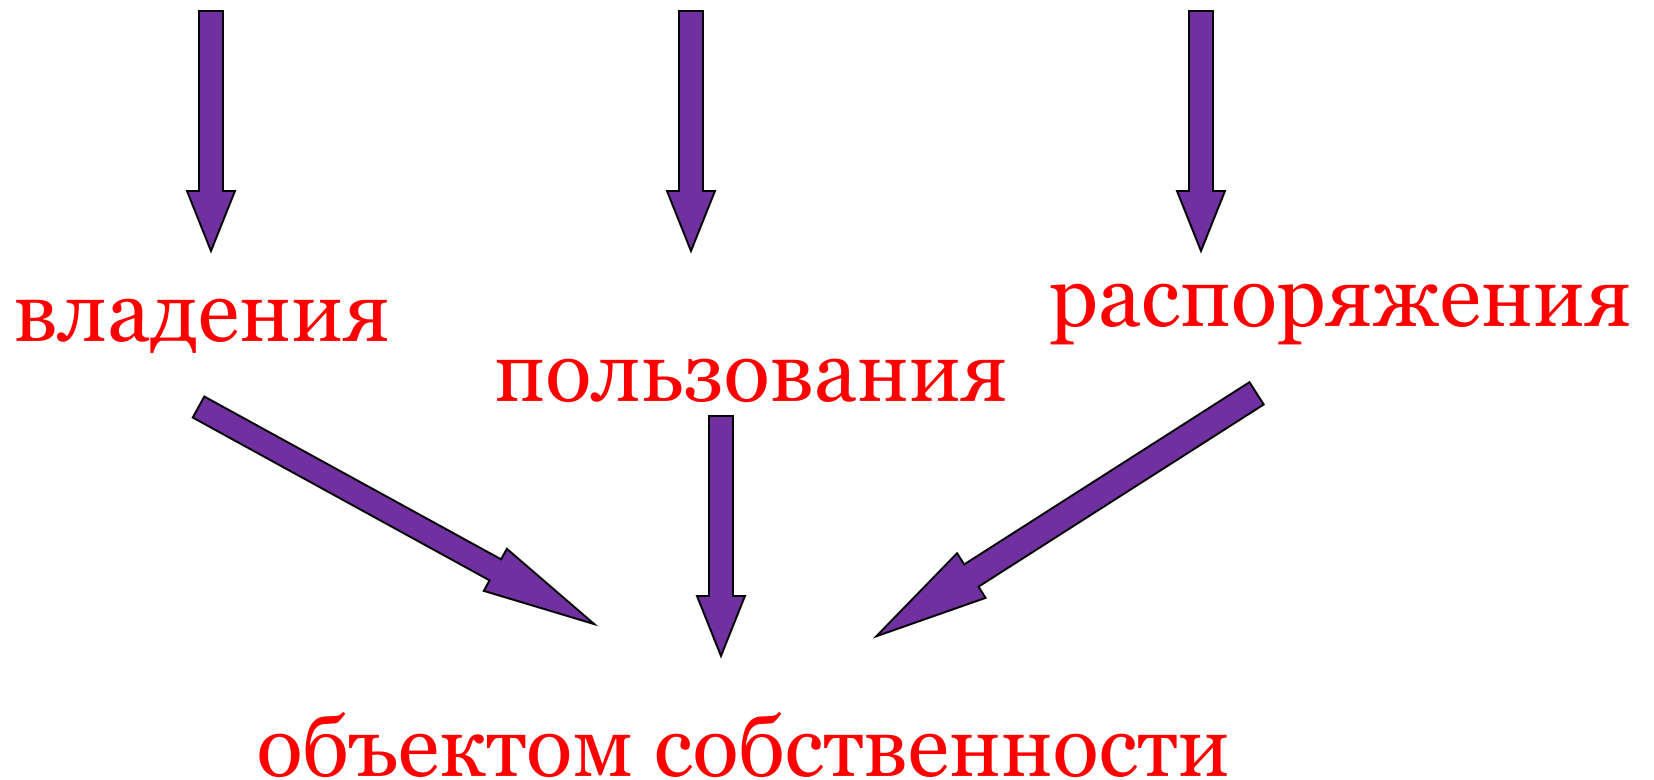 владения
распоряжения
пользования
объектом собственности